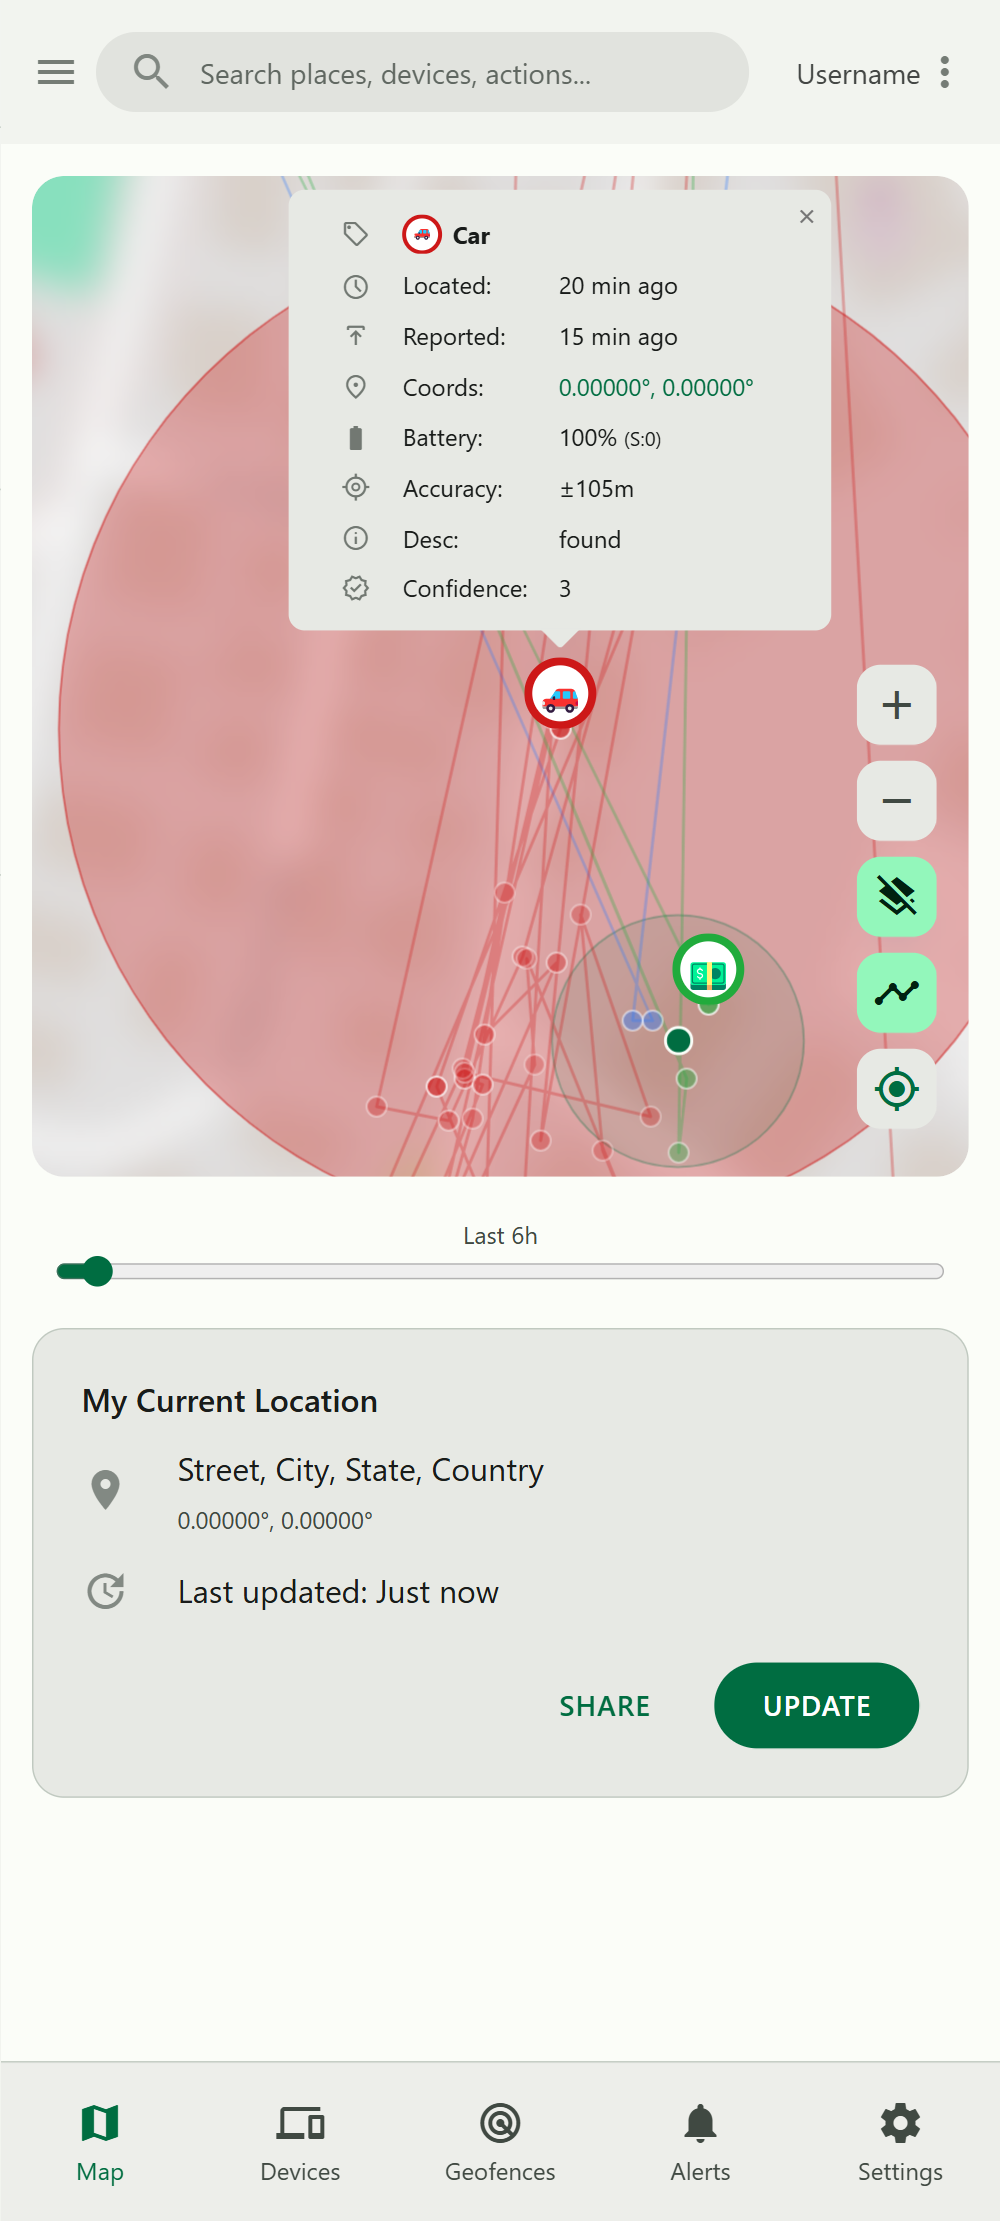 Search places, devices, actions...
Username
Car
Located: 20 min ago
Reported: 15 min ago
Coords: 0.00000°, 0.00000°
Battery: 100% (S:0)
Accuracy: ±105m
Desc: found
Confidence: 3
Last 6h
My Current Location
Street, City, State, Country
0.00000°, 0.00000°
Last updated: Just now
SHARE
UPDATE
Map
Devices
Geofences
Alerts
Settings